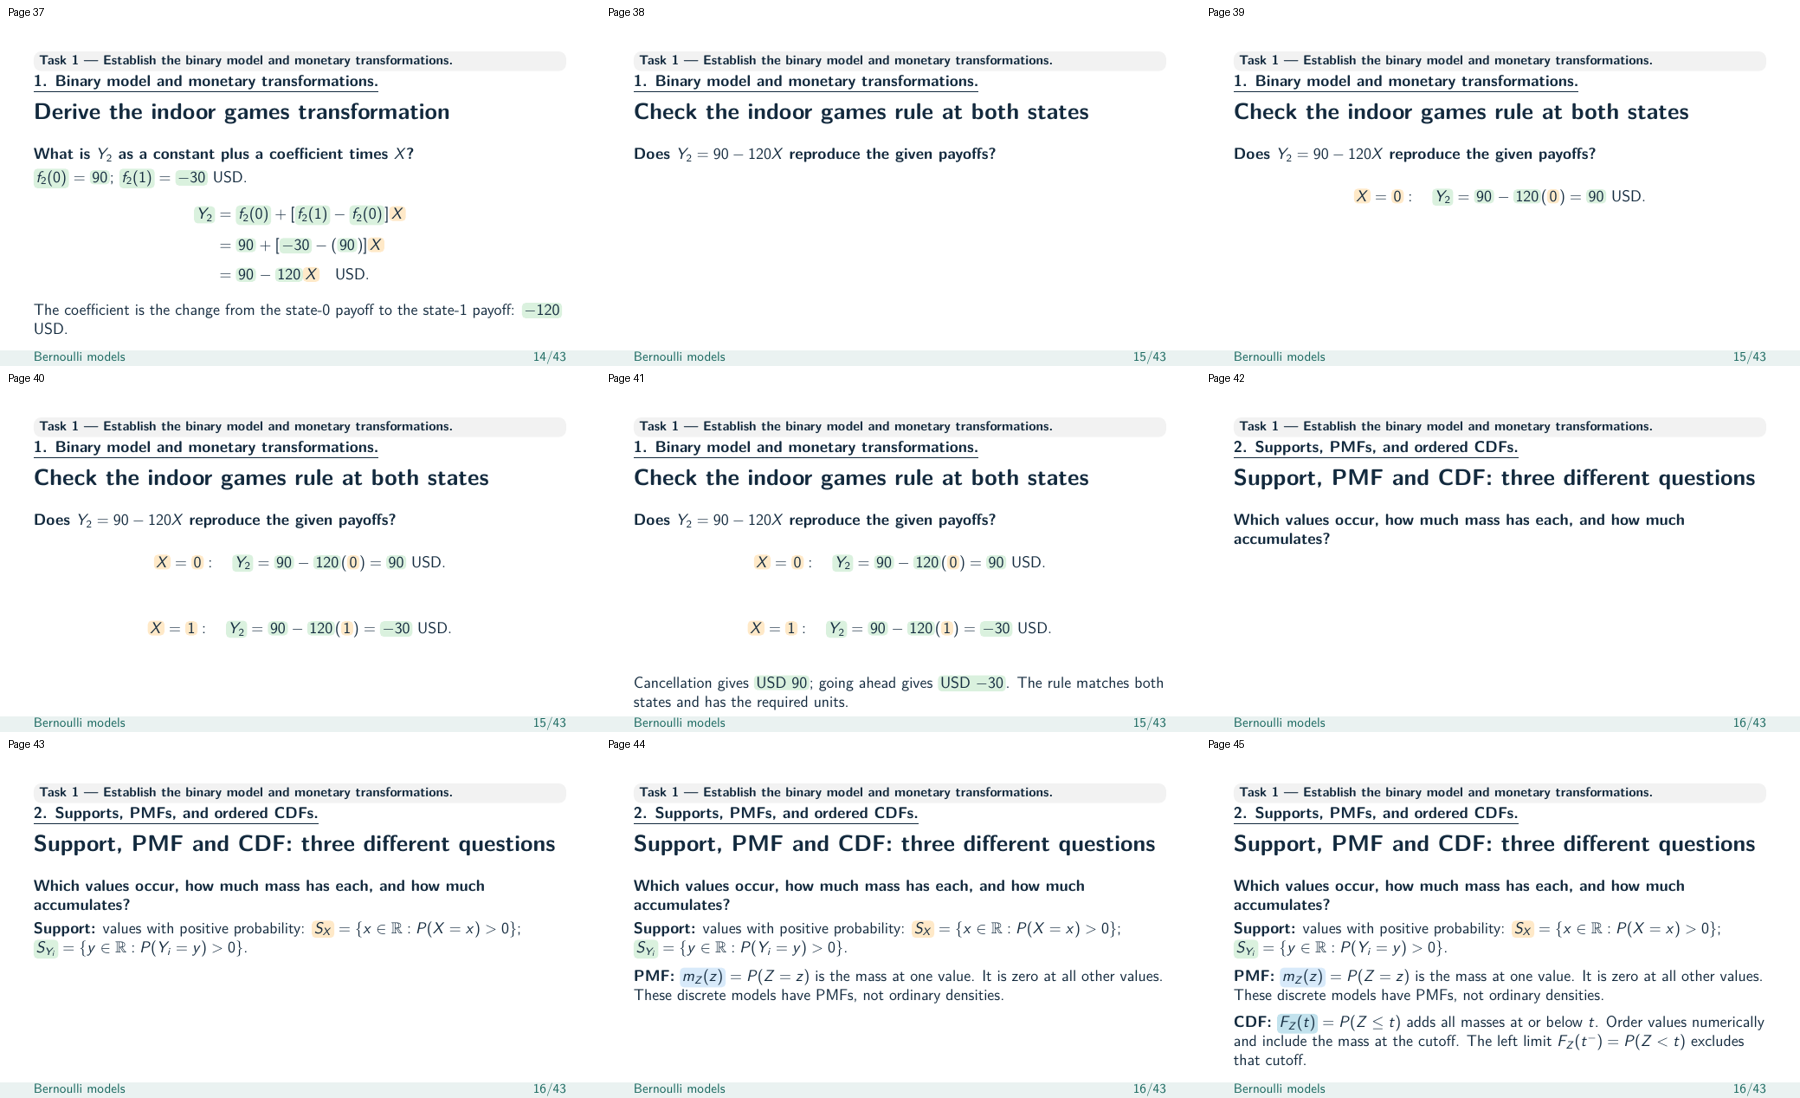 Page 37
Task 1 — Establish the binary model and monetary transformations.
1. Binary model and monetary transformations.
Derive the indoor games transformation
What is Y₂ as a constant plus a coefficient times X?
f₂(0) = 90; f₂(1) = −30 USD.
Y₂ = f₂(0) + [f₂(1) − f₂(0)]X
= 90 + [−30 − (90)]X
= 90 − 120X USD.
The coefficient is the change from the state-0 payoff to the state-1 payoff: −120
USD.
Bernoulli models 14/43
Page 38
Task 1 — Establish the binary model and monetary transformations.
1. Binary model and monetary transformations.
Check the indoor games rule at both states
Does Y₂ = 90 − 120X reproduce the given payoffs?
Bernoulli models 15/43
Page 39
Task 1 — Establish the binary model and monetary transformations.
1. Binary model and monetary transformations.
Check the indoor games rule at both states
Does Y₂ = 90 − 120X reproduce the given payoffs?
X = 0 : Y₂ = 90 − 120(0) = 90 USD.
Bernoulli models 15/43
Page 40
Task 1 — Establish the binary model and monetary transformations.
1. Binary model and monetary transformations.
Check the indoor games rule at both states
Does Y₂ = 90 − 120X reproduce the given payoffs?
X = 0 : Y₂ = 90 − 120(0) = 90 USD.
X = 1 : Y₂ = 90 − 120(1) = −30 USD.
Bernoulli models 15/43
Page 41
Task 1 — Establish the binary model and monetary transformations.
1. Binary model and monetary transformations.
Check the indoor games rule at both states
Does Y₂ = 90 − 120X reproduce the given payoffs?
X = 0 : Y₂ = 90 − 120(0) = 90 USD.
X = 1 : Y₂ = 90 − 120(1) = −30 USD.
Cancellation gives USD 90; going ahead gives USD −30. The rule matches both
states and has the required units.
Bernoulli models 15/43
Page 42
Task 1 — Establish the binary model and monetary transformations.
2. Supports, PMFs, and ordered CDFs.
Support, PMF and CDF: three different questions
Which values occur, how much mass has each, and how much
accumulates?
Bernoulli models 16/43
Page 43
Task 1 — Establish the binary model and monetary transformations.
2. Supports, PMFs, and ordered CDFs.
Support, PMF and CDF: three different questions
Which values occur, how much mass has each, and how much
accumulates?
Support: values with positive probability: S_X = {x ∈ ℝ : P(X = x) > 0};
S_{Y_i} = {y ∈ ℝ : P(Y_i = y) > 0}.
Bernoulli models 16/43
Page 44
Task 1 — Establish the binary model and monetary transformations.
2. Supports, PMFs, and ordered CDFs.
Support, PMF and CDF: three different questions
Which values occur, how much mass has each, and how much
accumulates?
Support: values with positive probability: S_X = {x ∈ ℝ : P(X = x) > 0};
S_{Y_i} = {y ∈ ℝ : P(Y_i = y) > 0}.
PMF: m_Z(z) = P(Z = z) is the mass at one value. It is zero at all other values.
These discrete models have PMFs, not ordinary densities.
Bernoulli models 16/43
Page 45
Task 1 — Establish the binary model and monetary transformations.
2. Supports, PMFs, and ordered CDFs.
Support, PMF and CDF: three different questions
Which values occur, how much mass has each, and how much
accumulates?
Support: values with positive probability: S_X = {x ∈ ℝ : P(X = x) > 0};
S_{Y_i} = {y ∈ ℝ : P(Y_i = y) > 0}.
PMF: m_Z(z) = P(Z = z) is the mass at one value. It is zero at all other values.
These discrete models have PMFs, not ordinary densities.
CDF: F_Z(t) = P(Z ≤ t) adds all masses at or below t. Order values numerically
and include the mass at the cutoff. The left limit F_Z(t⁻) = P(Z < t) excludes
that cutoff.
Bernoulli models 16/43